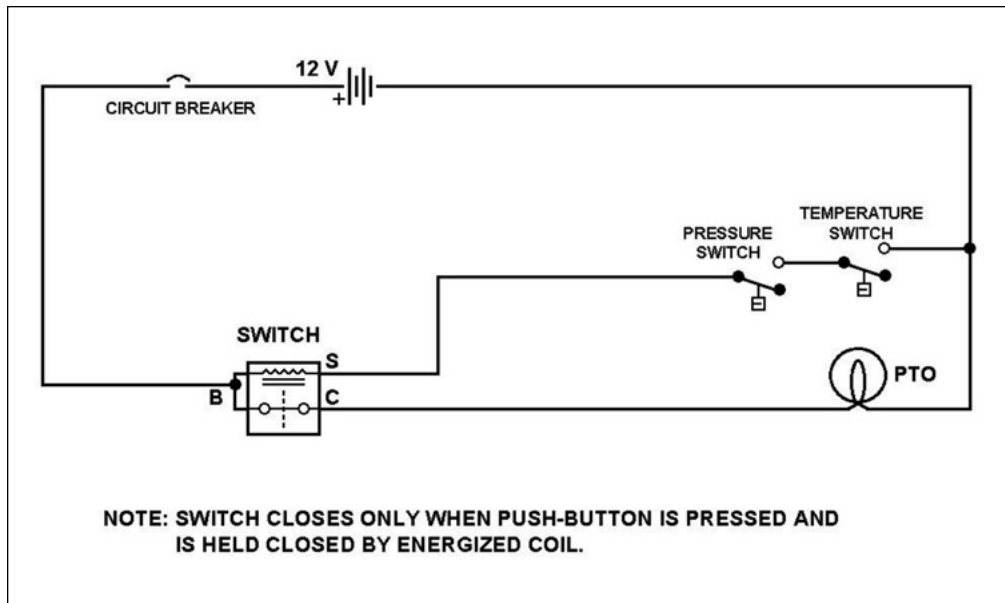 12 V
+
CIRCUIT BREAKER
TEMPERATURE
SWITCH
PRESSURE
SWITCH
SWITCH
S
B
C
PTO
NOTE: SWITCH CLOSES ONLY WHEN PUSH-BUTTON IS PRESSED AND
IS HELD CLOSED BY ENERGIZED COIL.